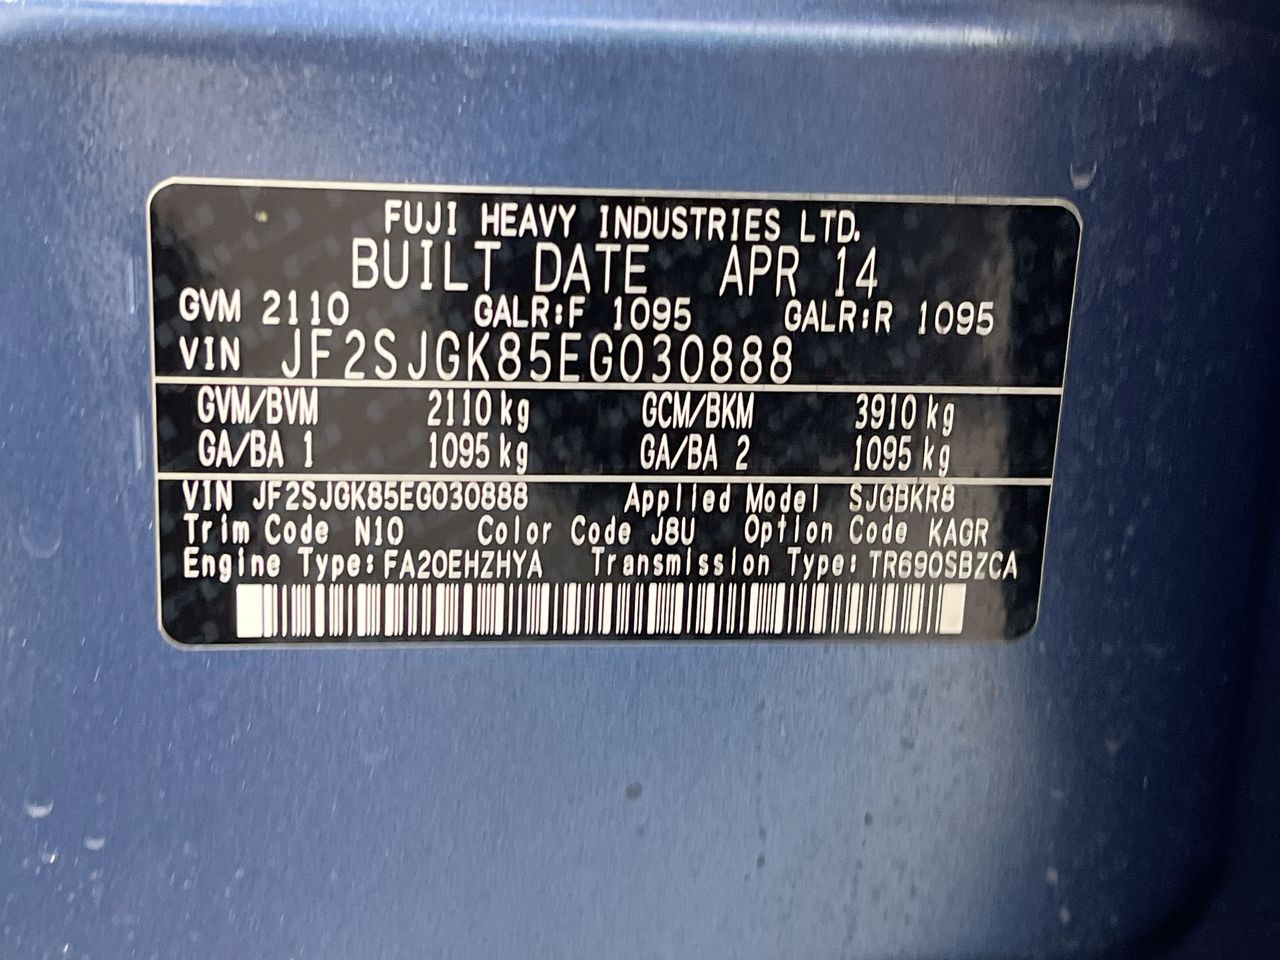 FUJI HEAVY INDUSTRIES LTD.
BUILT DATE APR 14
GVM 2110 GALR:F 1095 GALR:R 1095
VIN JF2SJGK85EG030888
GVM/BVM 2110 kg GCM/BKM 3910 kg
GA/BA 1 1095 kg GA/BA 2 1095 kg
VIN JF2SJGK85EG030888 Applied Model SJGBKR8
Trim Code N10 Color Code J8U Option Code KAGR
Engine Type: FA20EHZHYA Transmission Type: TR690SBZCA